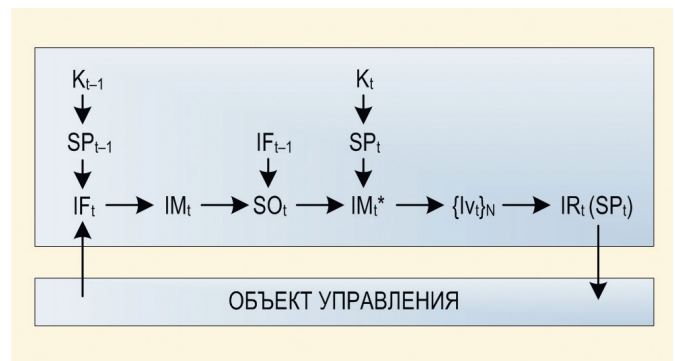 K_{t–1} K_t
SP_{t–1} IF_{t–1} SP_t
IF_t IM_t SO_t IM_t* {Iv_t}_N IR_t (SP_t)
ОБЪЕКТ УПРАВЛЕНИЯ